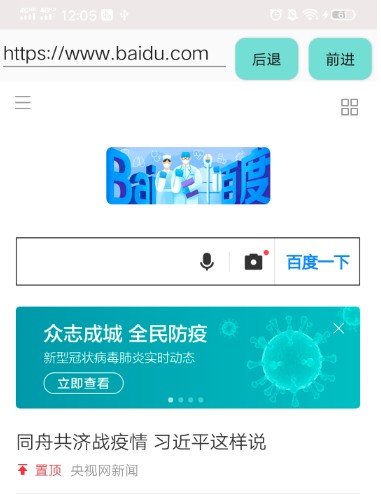 12:05
https://www.baidu.com 后退 前进
Bai 百度
百度一下
众志成城 全民防疫
新型冠状病毒肺炎实时动态
立即查看
同舟共济战疫情 习近平这样说
置顶 央视网新闻